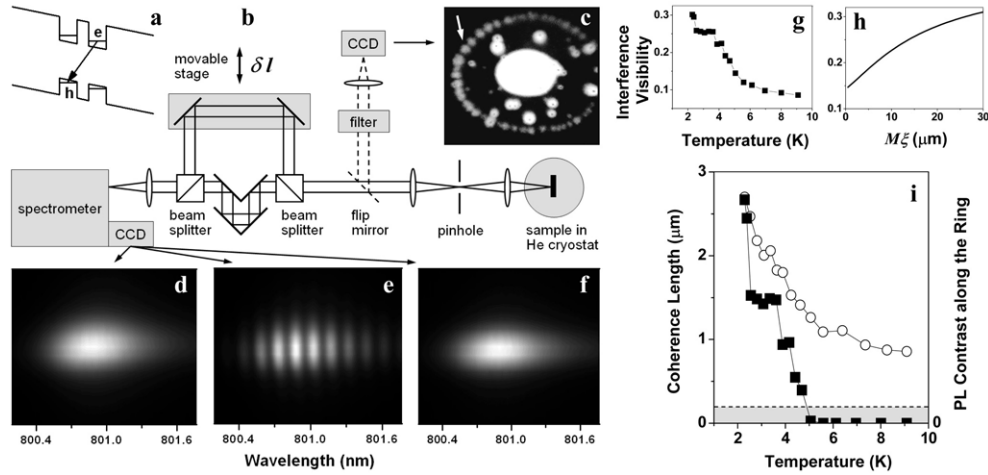 a
e
h
b
movable
stage
δl
CCD
filter
c
spectrometer
CCD
beam
splitter
beam
splitter
flip
mirror
pinhole
sample in
He cryostat
d
e
f
800.4 801.0 801.6
800.4 801.0 801.6
800.4 801.0 801.6
Wavelength (nm)
g
Interference
Visibility
0.3
0.2
0.1
2 4 6 8 10
Temperature (K)
h
0.3
0.2
0.1
0 10 20 30
Mξ (μm)
i
Coherence Length (μm)
3
2
1
0
2 4 6 8 10
Temperature (K)
PL Contrast along the Ring
0